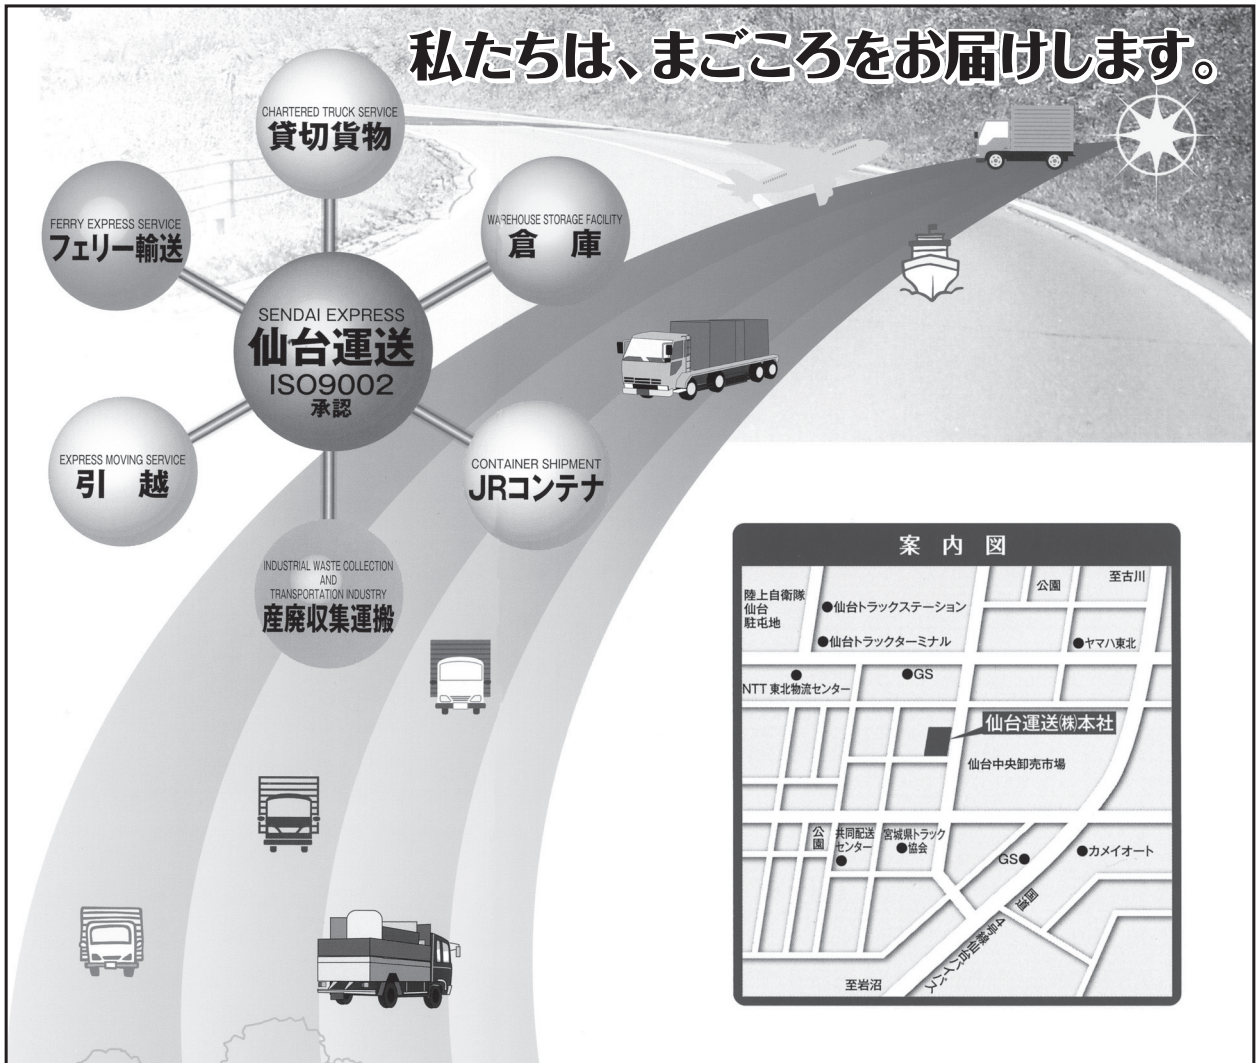 私たちは、まごころをお届けします。
CHARTERED TRUCK SERVICE
貸切貨物
FERRY EXPRESS SERVICE
フェリー輸送
WAREHOUSE STORAGE FACILITY
倉　庫
SENDAI EXPRESS
仙台運送
ISO9002
承認
EXPRESS MOVING SERVICE
引　越
CONTAINER SHIPMENT
JRコンテナ
INDUSTRIAL WASTE COLLECTION
AND
TRANSPORTATION INDUSTRY
産廃収集運搬
案 内 図
陸上自衛隊
仙台
駐屯地
●仙台トラックステーション
公園
至古川
●仙台トラックターミナル
●ヤマハ東北
NTT 東北物流センター
●GS
仙台運送㈱本社
仙台中央卸売市場
公園
共同配送
センター
宮城県トラック
●協会
GS●
●カメイオート
国道
4号線仙台バイパス
至岩沼